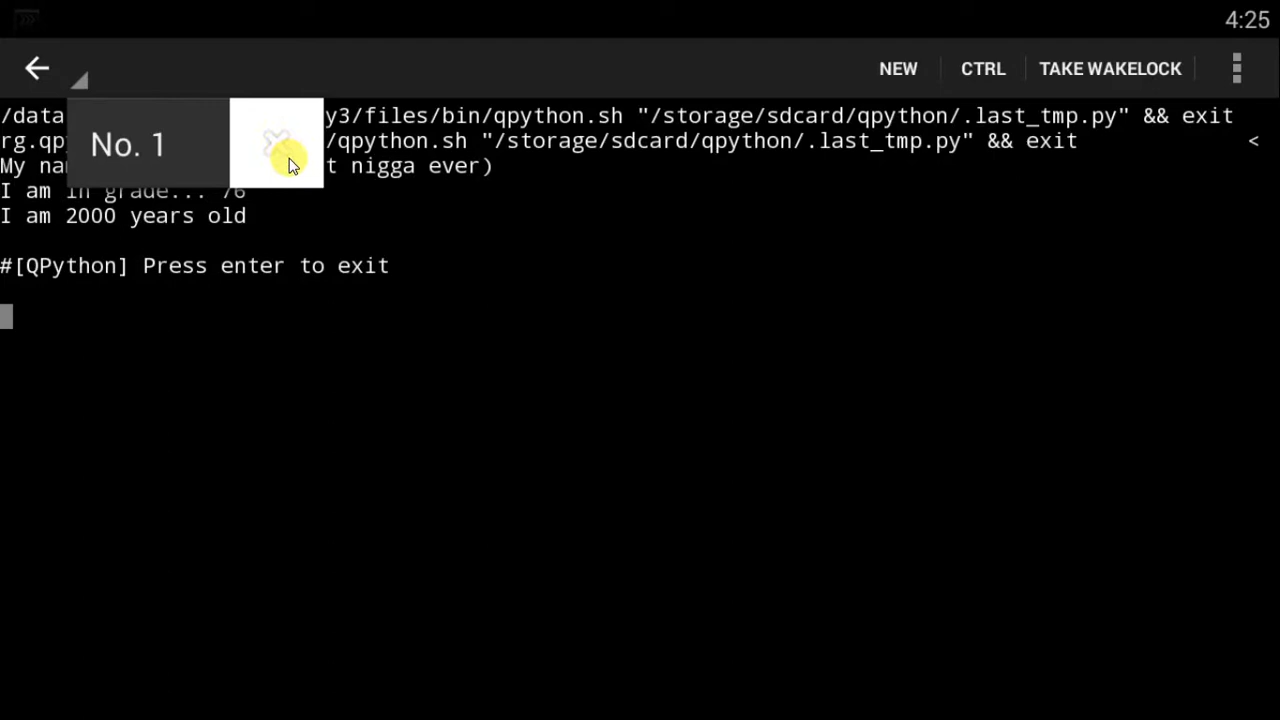 4:25
NEW CTRL TAKE WAKELOCK
/data y3/files/bin/qpython.sh "/storage/sdcard/qpython/.last_tmp.py" && exit
No. 1
rg.qp /qpython.sh "/storage/sdcard/qpython/.last_tmp.py" && exit <
My na t nigga ever)
I am in grade... 76
I am 2000 years old
#[QPython] Press enter to exit